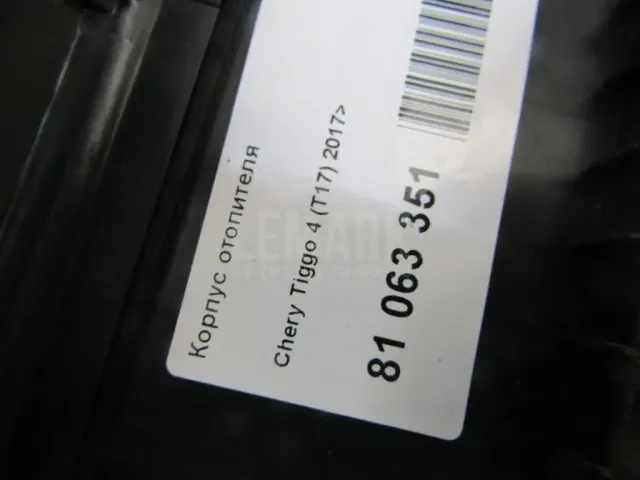 Корпус отопителя
Chery Tiggo 4 (T17) 2017>
81 063 351